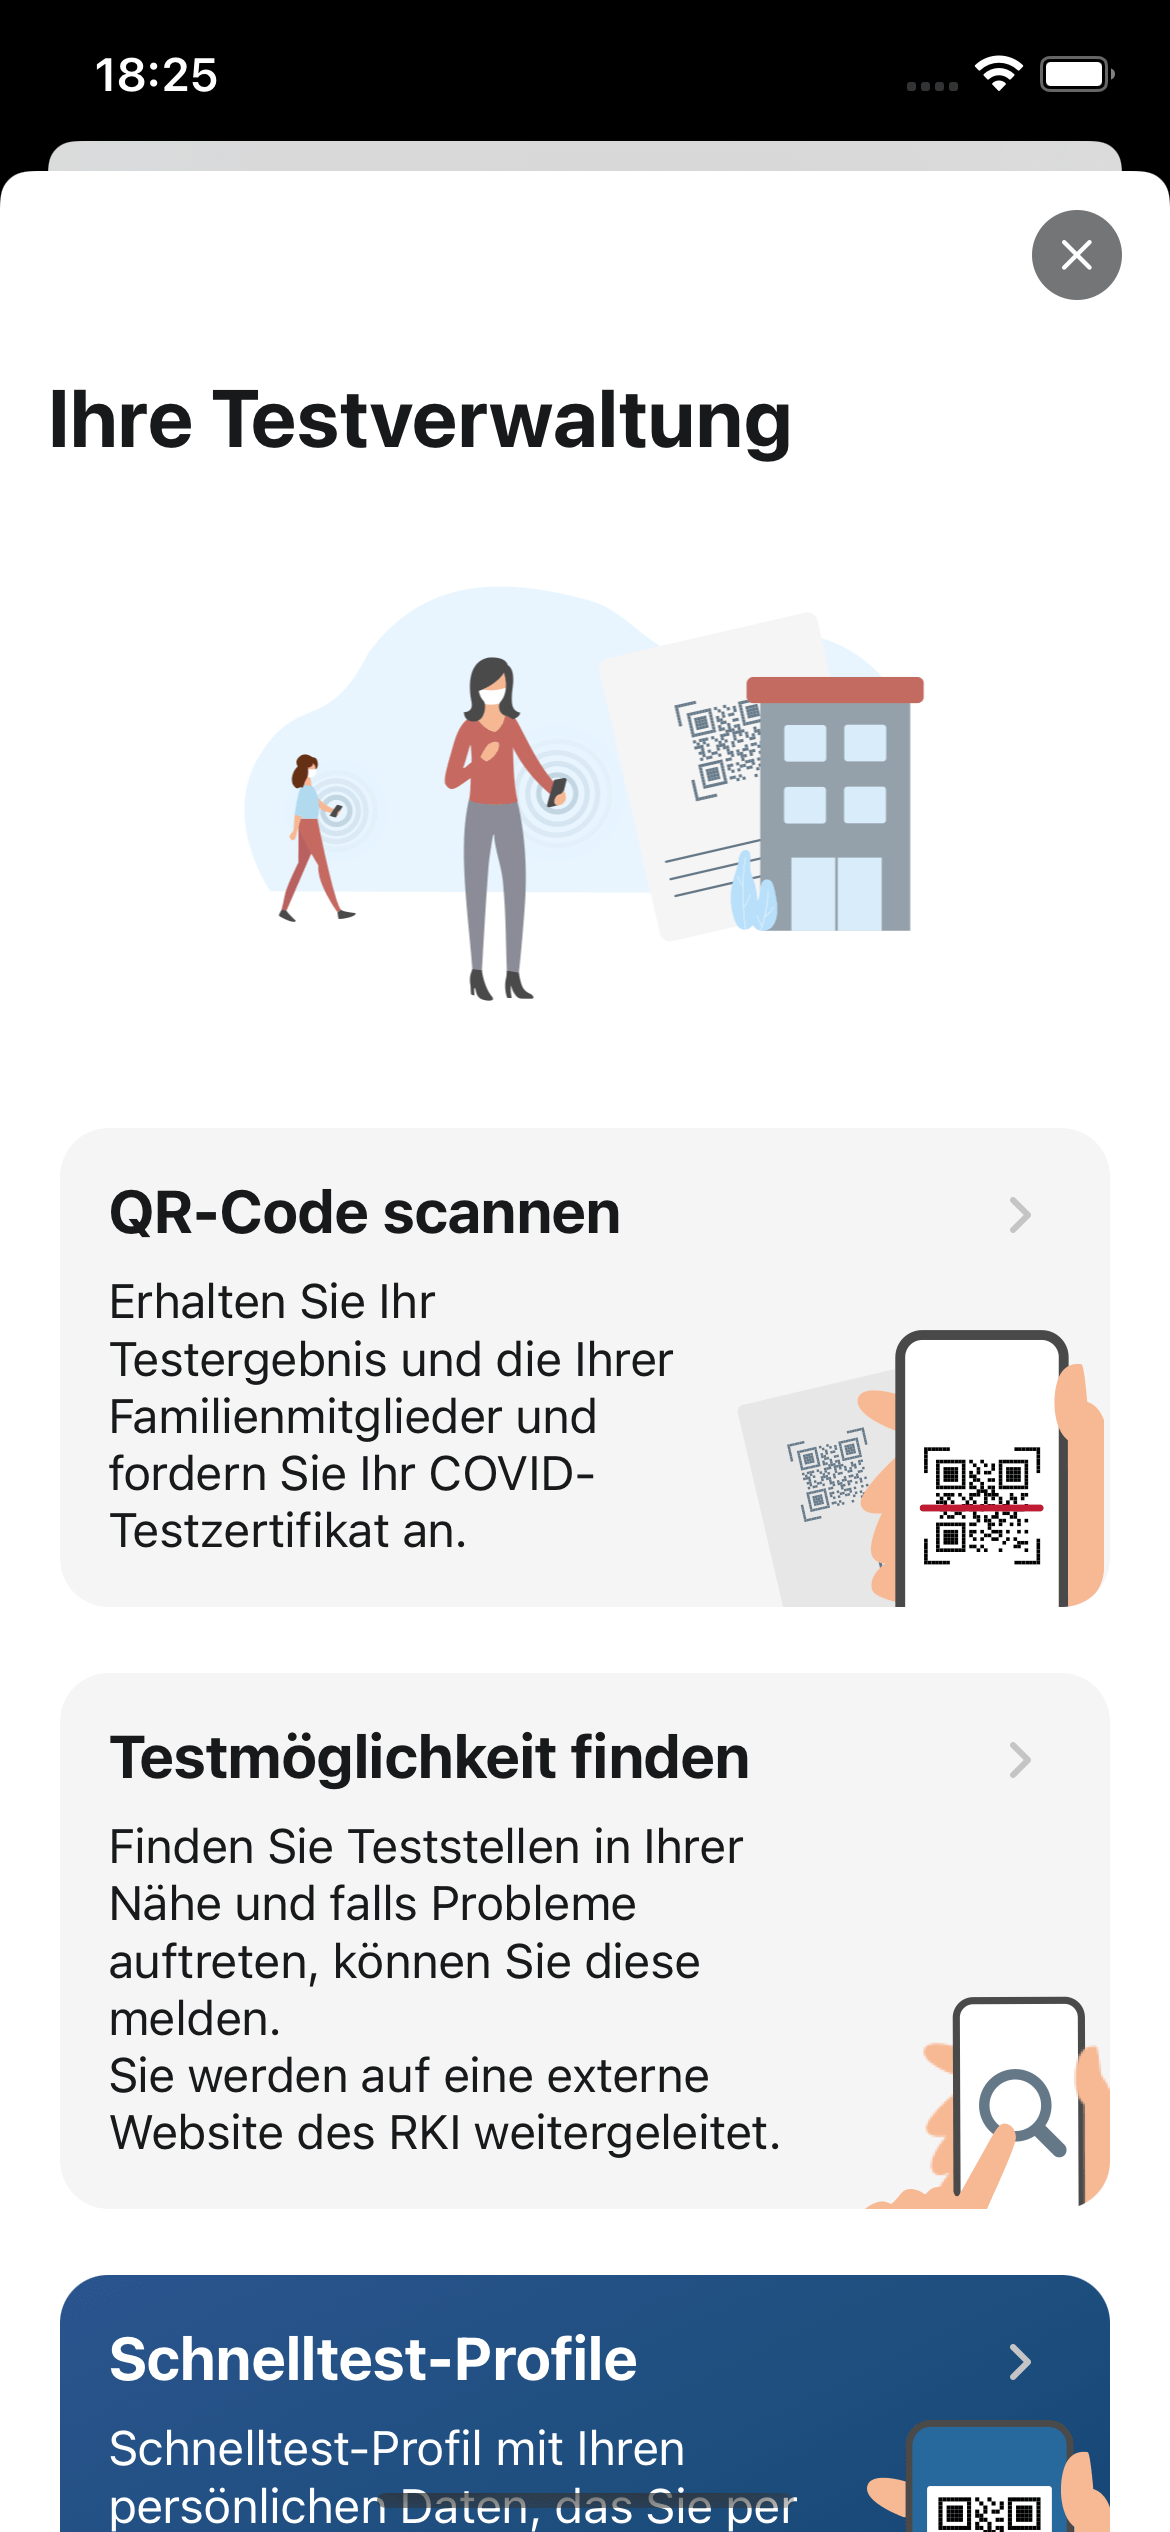 18:25
Ihre Testverwaltung
QR-Code scannen
Erhalten Sie Ihr
Testergebnis und die Ihrer
Familienmitglieder und
fordern Sie Ihr COVID-
Testzertifikat an.
Testmöglichkeit finden
Finden Sie Teststellen in Ihrer
Nähe und falls Probleme
auftreten, können Sie diese
melden.
Sie werden auf eine externe
Website des RKI weitergeleitet.
Schnelltest-Profile
Schnelltest-Profil mit Ihren
persönlichen Daten, das Sie per